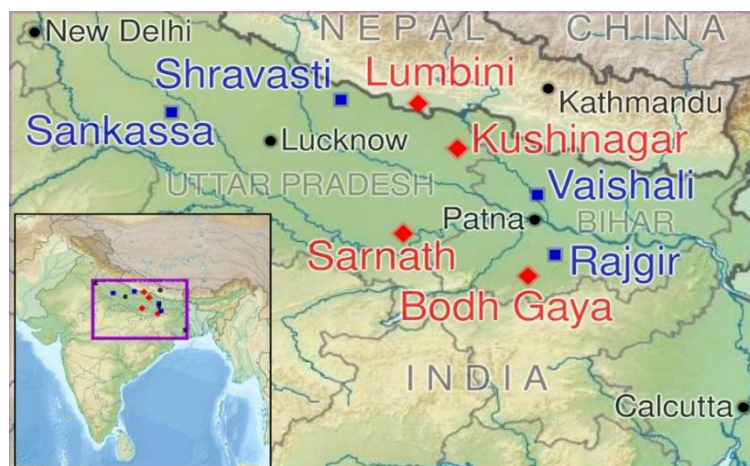 New Delhi
NEPAL
CHINA
Shravasti
Lumbini
Kathmandu
Sankassa
Lucknow
Kushinagar
UTTAR PRADESH
Vaishali
Patna
BIHAR
Sarnath
Rajgir
Bodh Gaya
INDIA
Calcutta